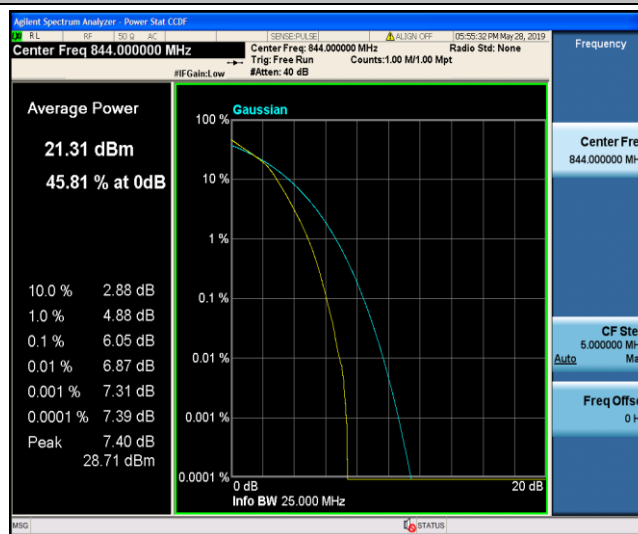 Agilent Spectrum Analyzer - Power Stat CCDF
RL RF 50 Ω AC SENSE:PULSE ALIGN OFF 05:55:32 PM May 28, 2019
Center Freq 844.000000 MHz
Center Freq: 844.000000 MHz Radio Std: None
Trig: Free Run Counts:1.00 M/1.00 Mpt
#IFGain:Low #Atten: 40 dB
Frequency
Average Power
21.31 dBm
45.81 % at 0dB
10.0 % 2.88 dB
1.0 % 4.88 dB
0.1 % 6.05 dB
0.01 % 6.87 dB
0.001 % 7.31 dB
0.0001 % 7.39 dB
Peak 7.40 dB
28.71 dBm
Gaussian
100 %
10 %
1 %
0.1 %
0.01 %
0.001 %
0.0001 %
0 dB 20 dB
Info BW 25.000 MHz
Center Fre
844.000000 MH
CF Ste
5.000000 MH
Auto Ma
Freq Offse
0 H
MSG STATUS